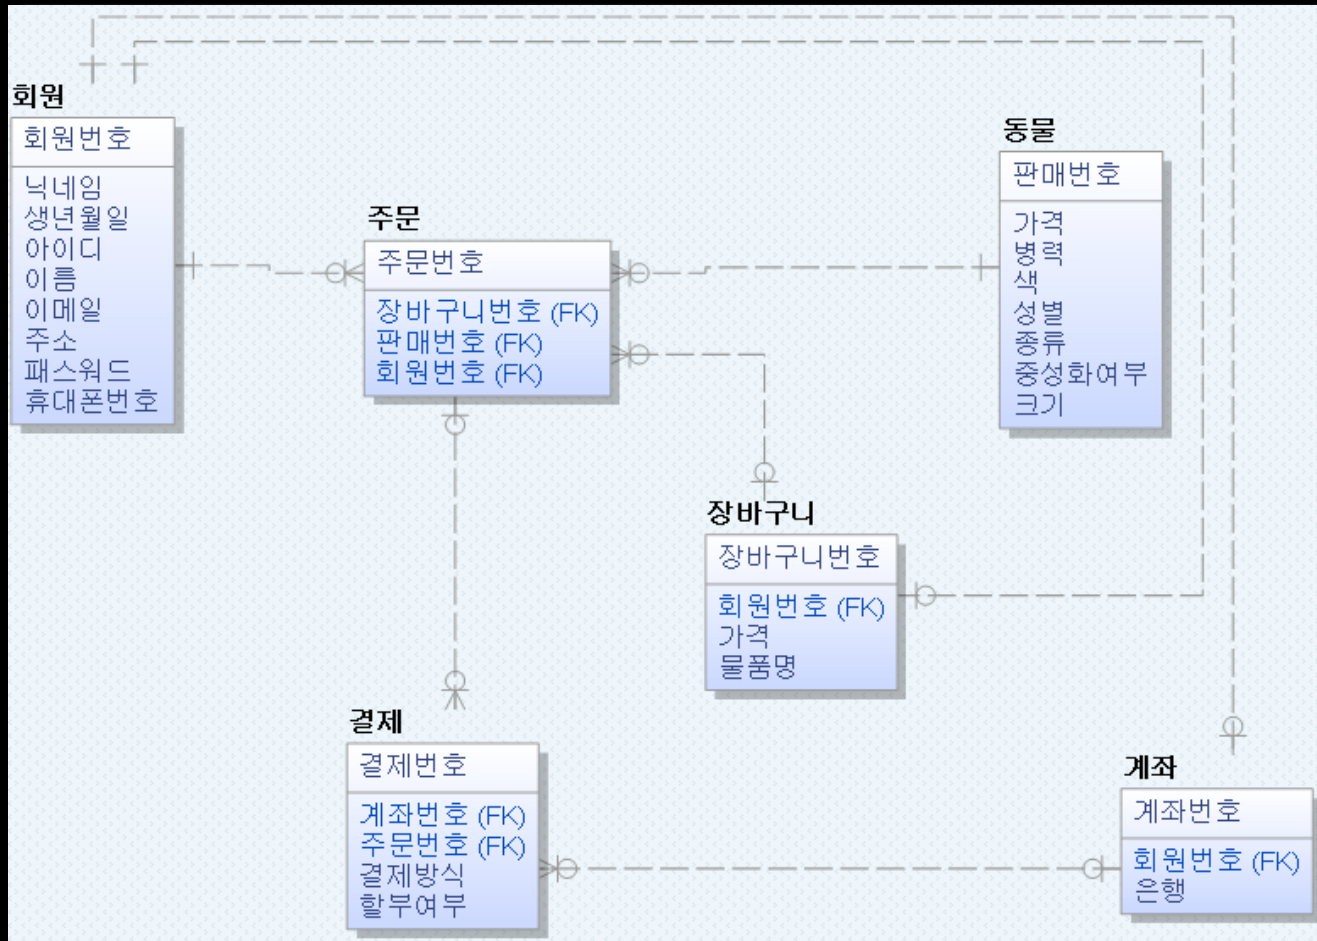 회원
회원번호
닉네임
생년월일
아이디
이름
이메일
주소
패스워드
휴대폰번호
주문
주문번호
장바구니번호 (FK)
판매번호 (FK)
회원번호 (FK)
동물
판매번호
가격
병력
색
성별
종류
중성화여부
크기
장바구니
장바구니번호
회원번호 (FK)
가격
물품명
결제
결제번호
계좌번호 (FK)
주문번호 (FK)
결제방식
할부여부
계좌
계좌번호
회원번호 (FK)
은행